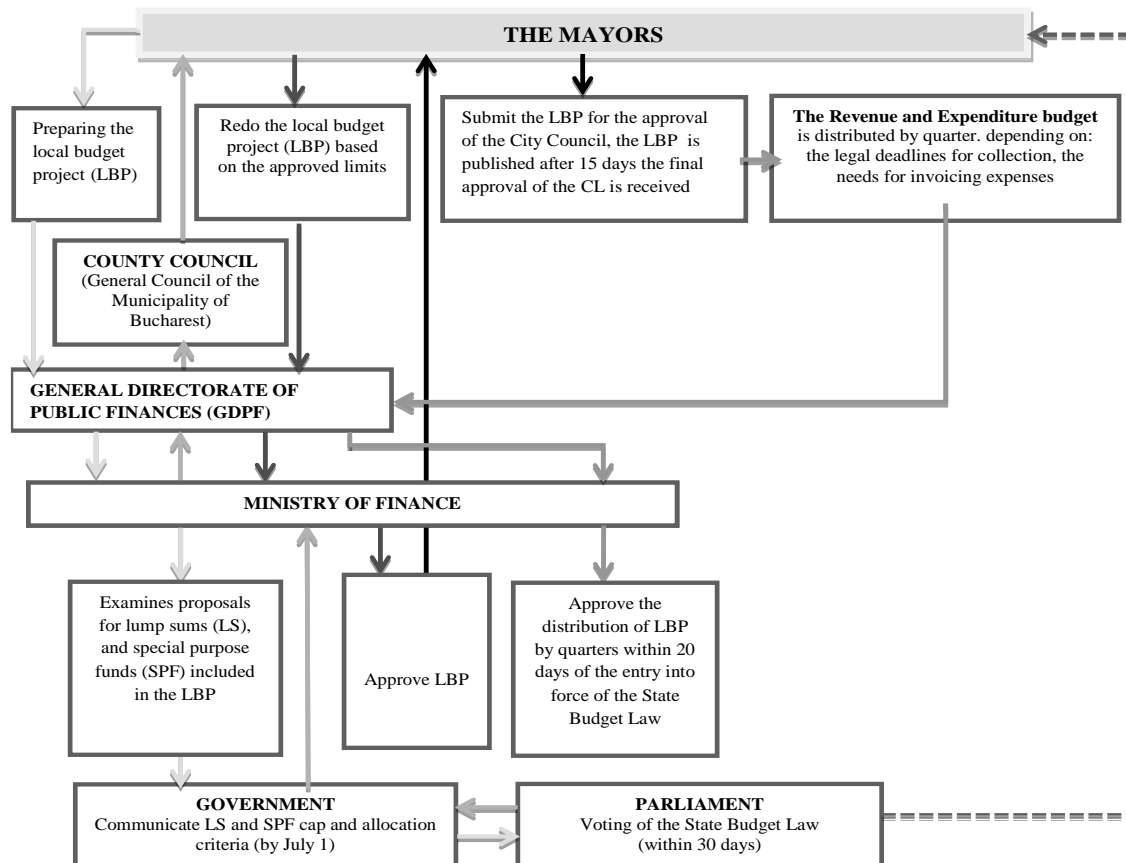 THE MAYORS
Preparing the
local budget
project (LBP)
Redo the local budget
project (LBP) based
on the approved limits
Submit the LBP for the approval
of the City Council, the LBP is
published after 15 days the final
approval of the CL is received
The Revenue and Expenditure budget
is distributed by quarter. depending on:
the legal deadlines for collection, the
needs for invoicing expenses
COUNTY COUNCIL
(General Council of the
Municipality of
Bucharest)
GENERAL DIRECTORATE OF
PUBLIC FINANCES (GDPF)
MINISTRY OF FINANCE
Examines proposals
for lump sums (LS),
and special purpose
funds (SPF) included
in the LBP
Approve LBP
Approve the
distribution of LBP
by quarters within 20
days of the entry into
force of the State
Budget Law
GOVERNMENT
Communicate LS and SPF cap and allocation
criteria (by July 1)
PARLIAMENT
Voting of the State Budget Law
(within 30 days)